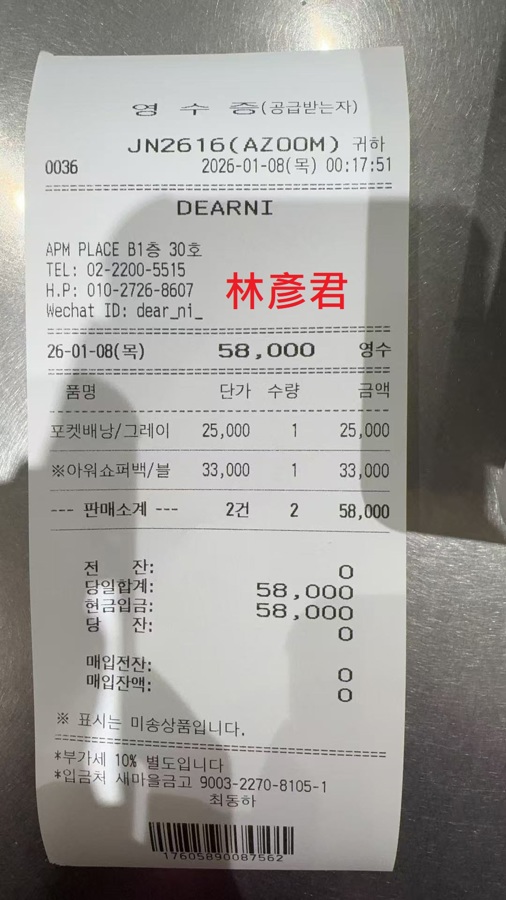 영 수 증(공급받는자)
JN2616(AZOOM) 귀하
0036 2026-01-08(목) 00:17:51
DEARNI
APM PLACE B1층 30호
TEL: 02-2200-5515
H.P: 010-2726-8607
Wechat ID: dear_ni_
林彥君
26-01-08(목) 58,000 영수
품명 단가 수량 금액
포켓배낭/그레이 25,000 1 25,000
※아워쇼퍼백/블 33,000 1 33,000
--- 판매소계 --- 2건 2 58,000
전 잔: 0
당일합계: 58,000
현금입금: 58,000
당 잔: 0
매입전잔: 0
매입잔액: 0
※ 표시는 미송상품입니다.
*부가세 10% 별도입니다
*입금처 새마을금고 9003-2270-8105-1
최동하
17605890087562